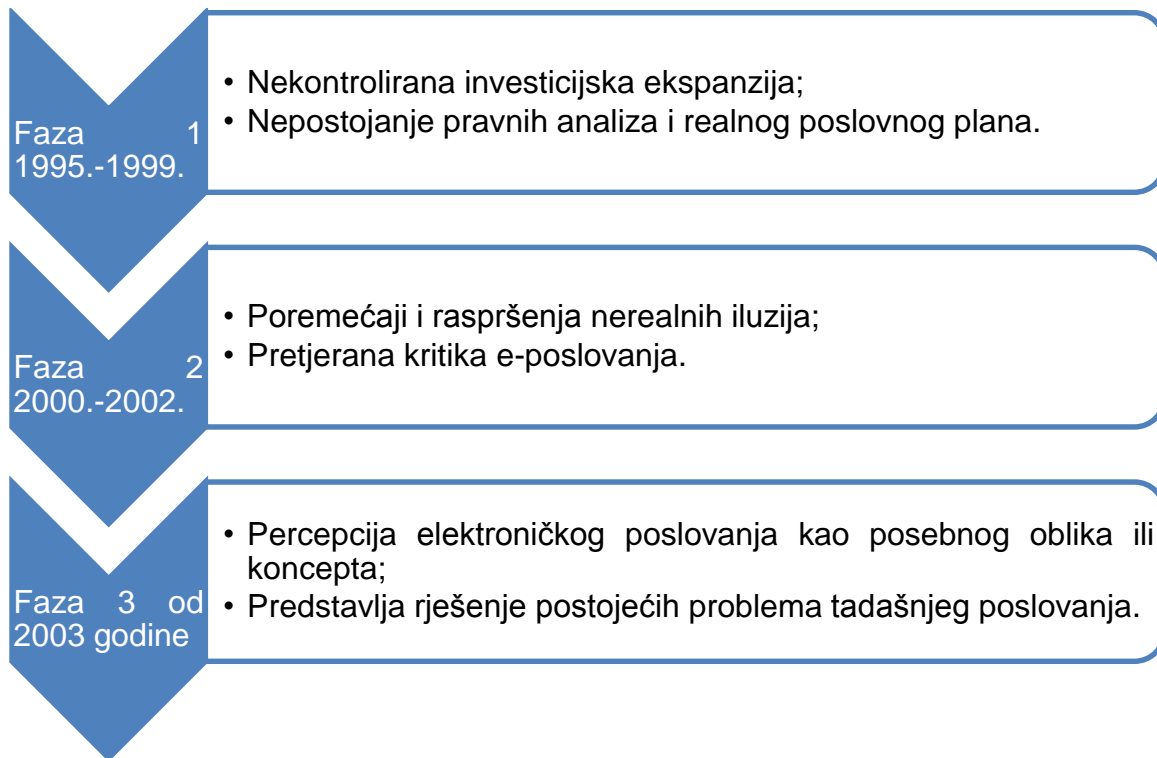 Faza 1
1995.-1999.
• Nekontrolirana investicijska ekspanzija;
• Nepostojanje pravnih analiza i realnog poslovnog plana.
Faza 2
2000.-2002.
• Poremećaji i raspršenja nerealnih iluzija;
• Pretjerana kritika e-poslovanja.
Faza 3 od
2003 godine
• Percepcija elektroničkog poslovanja kao posebnog oblika ili
koncepta;
• Predstavlja rješenje postojećih problema tadašnjeg poslovanja.